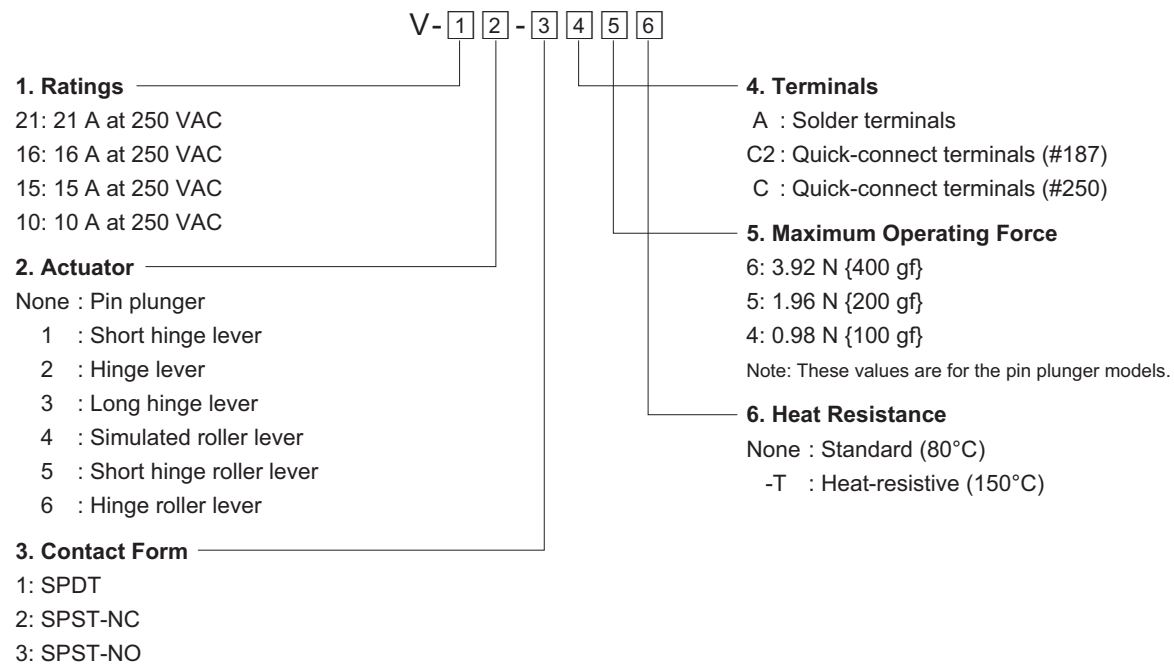 V-1 2 - 3 4 5 6
1. Ratings
21: 21 A at 250 VAC
16: 16 A at 250 VAC
15: 15 A at 250 VAC
10: 10 A at 250 VAC
2. Actuator
None : Pin plunger
1 : Short hinge lever
2 : Hinge lever
3 : Long hinge lever
4 : Simulated roller lever
5 : Short hinge roller lever
6 : Hinge roller lever
3. Contact Form
1: SPDT
2: SPST-NC
3: SPST-NO
4. Terminals
A : Solder terminals
C2 : Quick-connect terminals (#187)
C : Quick-connect terminals (#250)
5. Maximum Operating Force
6: 3.92 N {400 gf}
5: 1.96 N {200 gf}
4: 0.98 N {100 gf}
Note: These values are for the pin plunger models.
6. Heat Resistance
None : Standard (80°C)
-T : Heat-resistive (150°C)